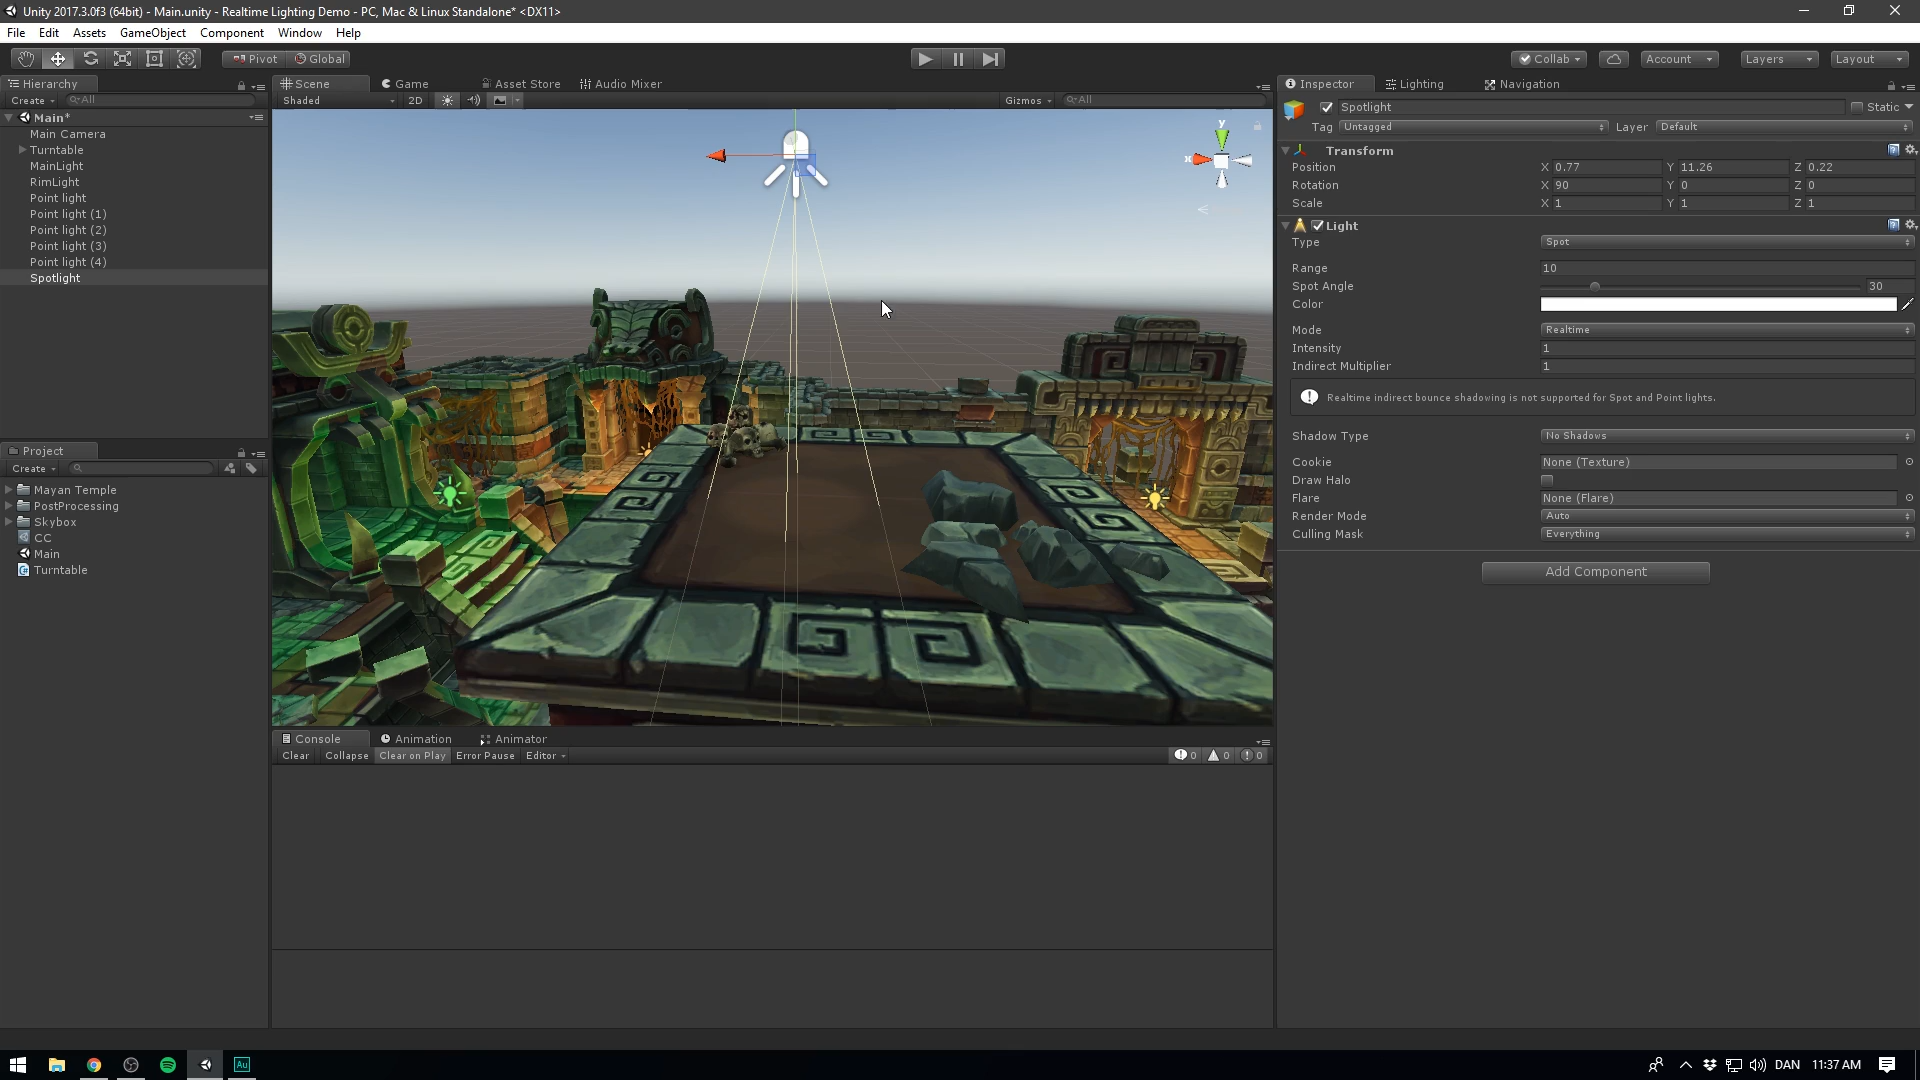 Unity 2017.3.0f3 (64bit) - Main.unity - Realtime Lighting Demo - PC, Mac & Linux Standalone* <DX11>
File Edit Assets GameObject Component Window Help
Pivot Global Collab Account Layers Layout
Hierarchy
Create All
Main*
Main Camera
Turntable
MainLight
RimLight
Point light
Point light (1)
Point light (2)
Point light (3)
Point light (4)
Spotlight
Project
Create
Mayan Temple
PostProcessing
Skybox
CC
Main
Turntable
Scene Game Asset Store Audio Mixer
Shaded 2D Gizmos All
y
x
Console Animation Animator
Clear Collapse Clear on Play Error Pause Editor 0 0 0
Inspector Lighting Navigation
Spotlight Static
Tag Untagged Layer Default
Transform
Position X 0.77 Y 11.26 Z 0.22
Rotation X 90 Y 0 Z 0
Scale X 1 Y 1 Z 1
Light
Type Spot
Range 10
Spot Angle 30
Color
Mode Realtime
Intensity 1
Indirect Multiplier 1
Realtime indirect bounce shadowing is not supported for Spot and Point lights.
Shadow Type No Shadows
Cookie None (Texture)
Draw Halo
Flare None (Flare)
Render Mode Auto
Culling Mask Everything
Add Component
Au DAN 11:37 AM